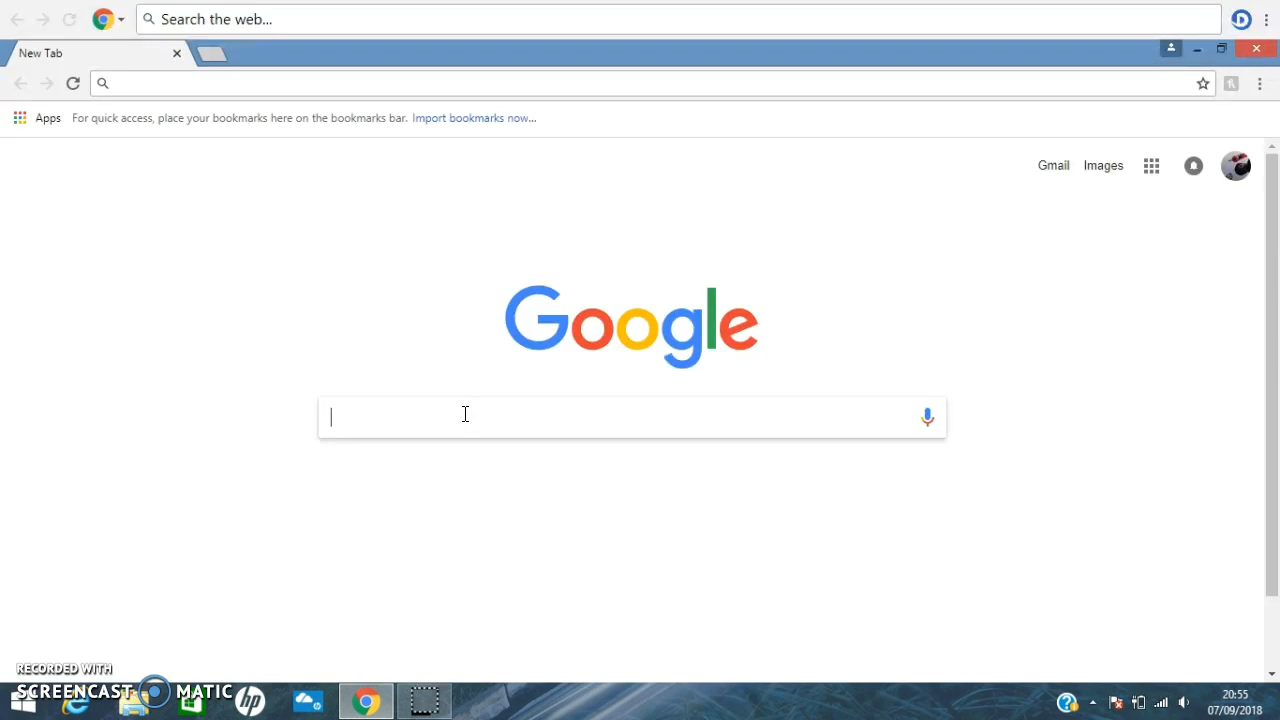 Search the web...
New Tab
Apps For quick access, place your bookmarks here on the bookmarks bar. Import bookmarks now...
Gmail Images
Google
RECORDED WITH
SCREENCAST MATIC
hp
20:55
07/09/2018